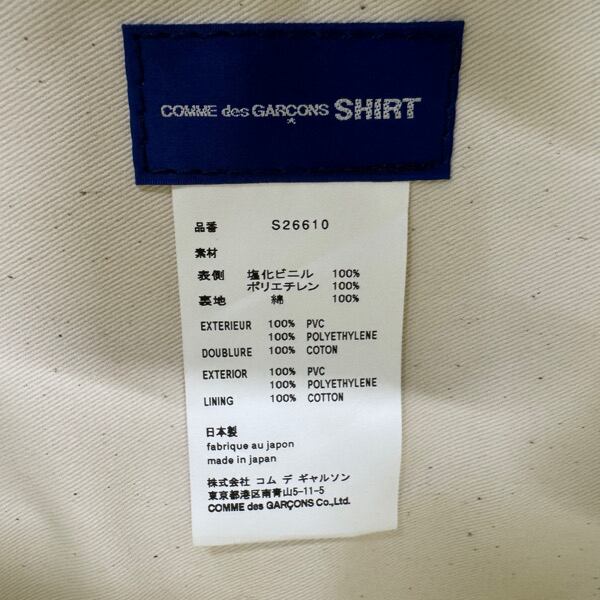 COMME des GARCONS SHIRT
品番 S26610
素材
表側 塩化ビニル 100%
ポリエチレン 100%
裏地 綿 100%
EXTERIEUR 100% PVC
100% POLYETHYLENE
DOUBLURE 100% COTON
EXTERIOR 100% PVC
100% POLYETHYLENE
LINING 100% COTTON
日本製
fabrique au japon
made in japan
株式会社 コム デ ギャルソン
東京都港区南青山5-11-5
COMME des GARÇONS Co.,Ltd.